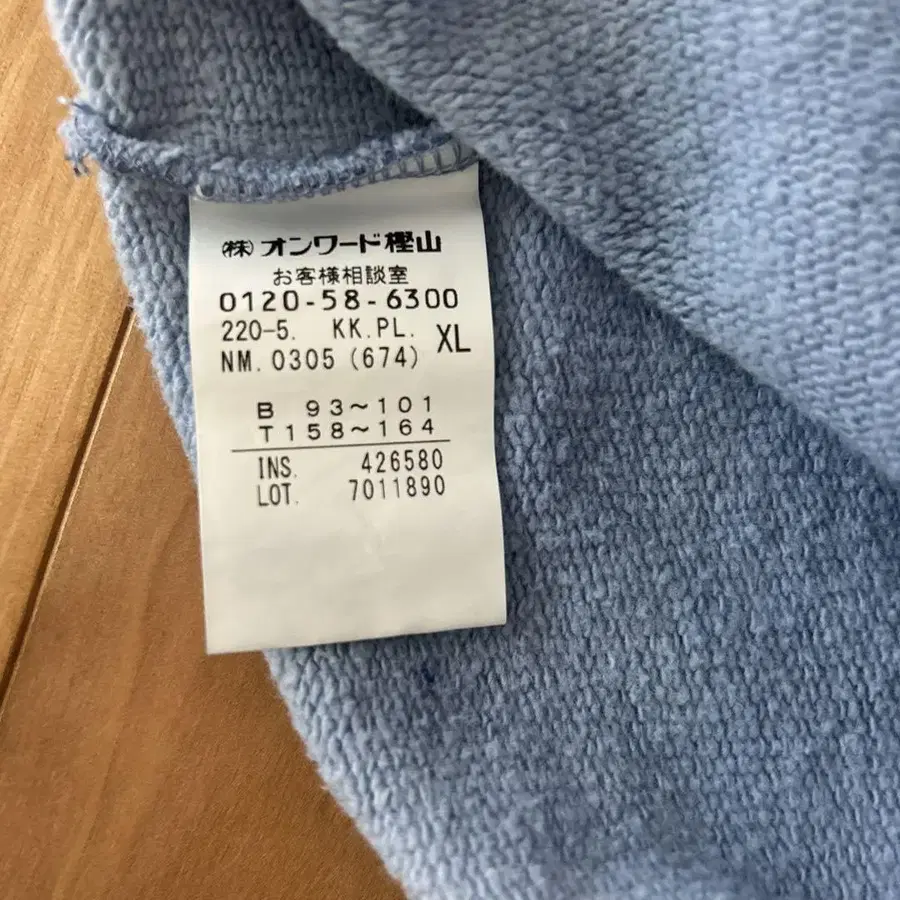 ㈱オンワード樫山
お客様相談室
0120-58-6300
220-5. KK.PL. XL
NM. 0305 (674)
B 93～101
T 158～164
INS. 426580
LOT. 7011890